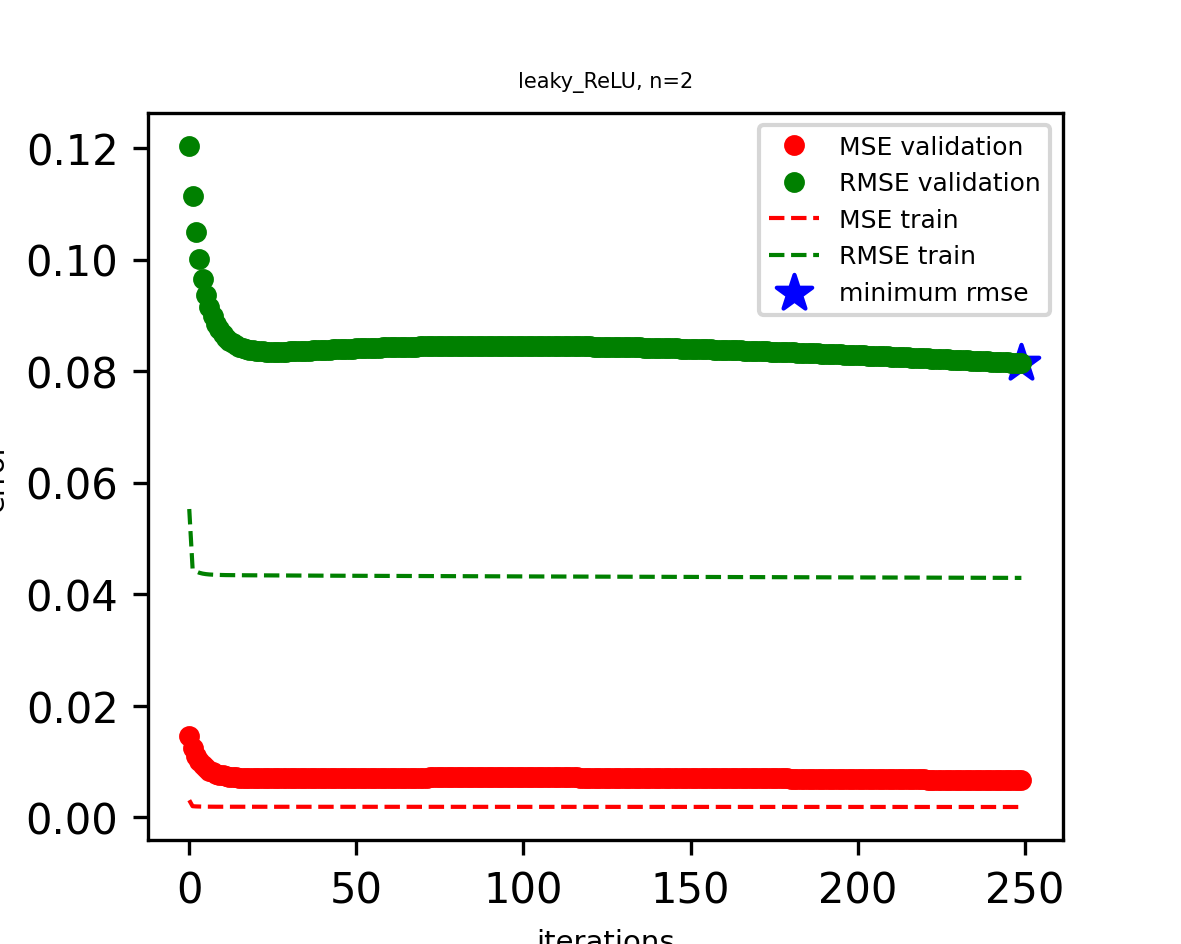 leaky_ReLU, n=2
0.12
0.10
0.08
0.06
0.04
0.02
0.00
MSE validation
RMSE validation
MSE train
RMSE train
minimum rmse
0 50 100 150 200 250
iterations